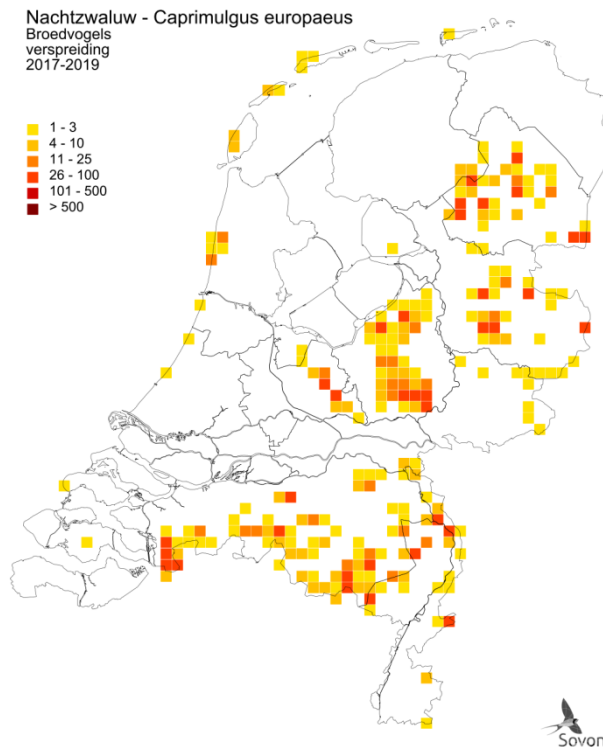 Nachtzwaluw - Caprimulgus europaeus
Broedvogels
verspreiding
2017-2019
1 - 3
4 - 10
11 - 25
26 - 100
101 - 500
> 500
Sovon